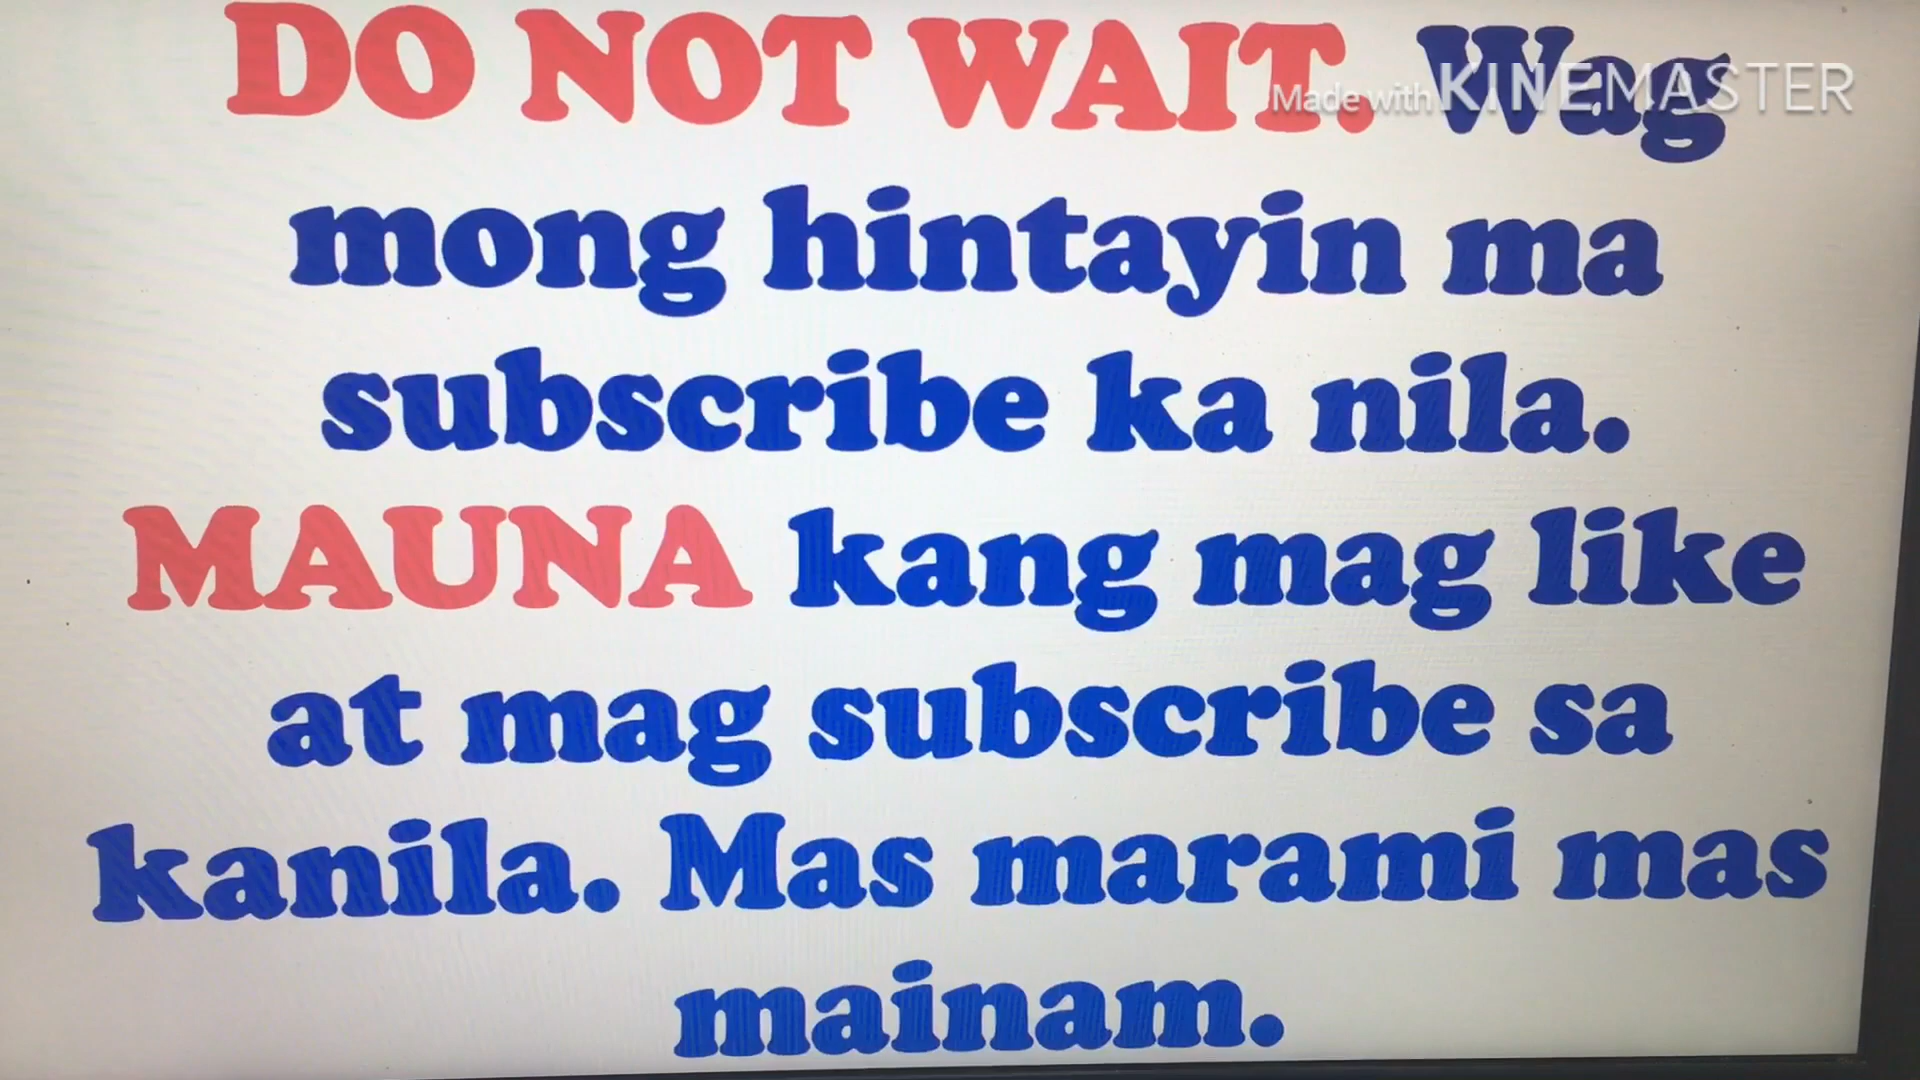 DO NOT WAIT. Wag
Made with KINEMASTER
mong hintayin ma
subscribe ka nila.
MAUNA kang mag like
at mag subscribe sa
kanila. Mas marami mas
mainam.